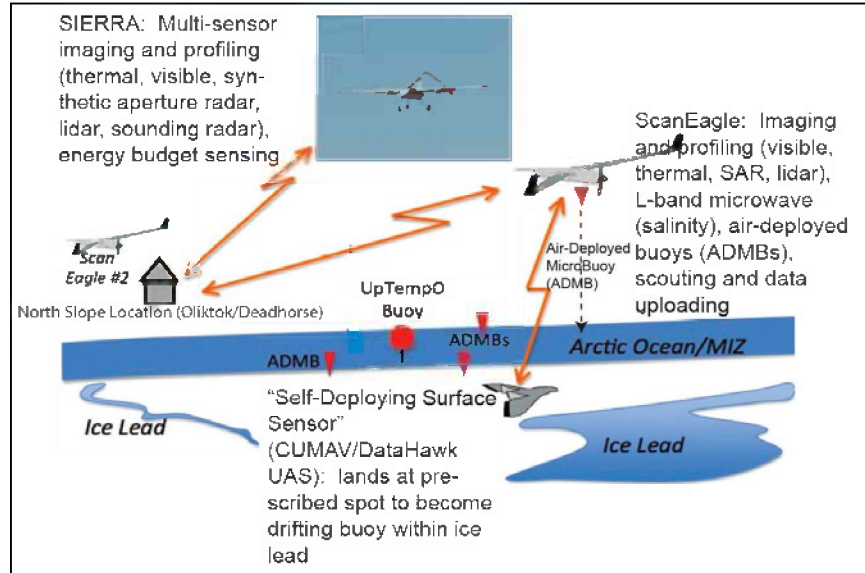 SIERRA: Multi-sensor
imaging and profiling
(thermal, visible, syn-
thetic aperture radar,
lidar, sounding radar),
energy budget sensing
ScanEagle: Imaging
and profiling (visible,
thermal, SAR, lidar),
L-band microwave
(salinity), air-deployed
buoys (ADMBs),
scouting and data
uploading
Scan
Eagle #2
North Slope Location (Oliktok/Deadhorse)
Air-Deployed
MicroBuoy
(ADMB)
UpTempO
Buoy
ADMBs
ADMB
Arctic Ocean/MIZ
Ice Lead
"Self-Deploying Surface
Sensor"
(CUMAV/DataHawk
UAS): lands at pre-
scribed spot to become
drifting buoy within ice
lead
Ice Lead